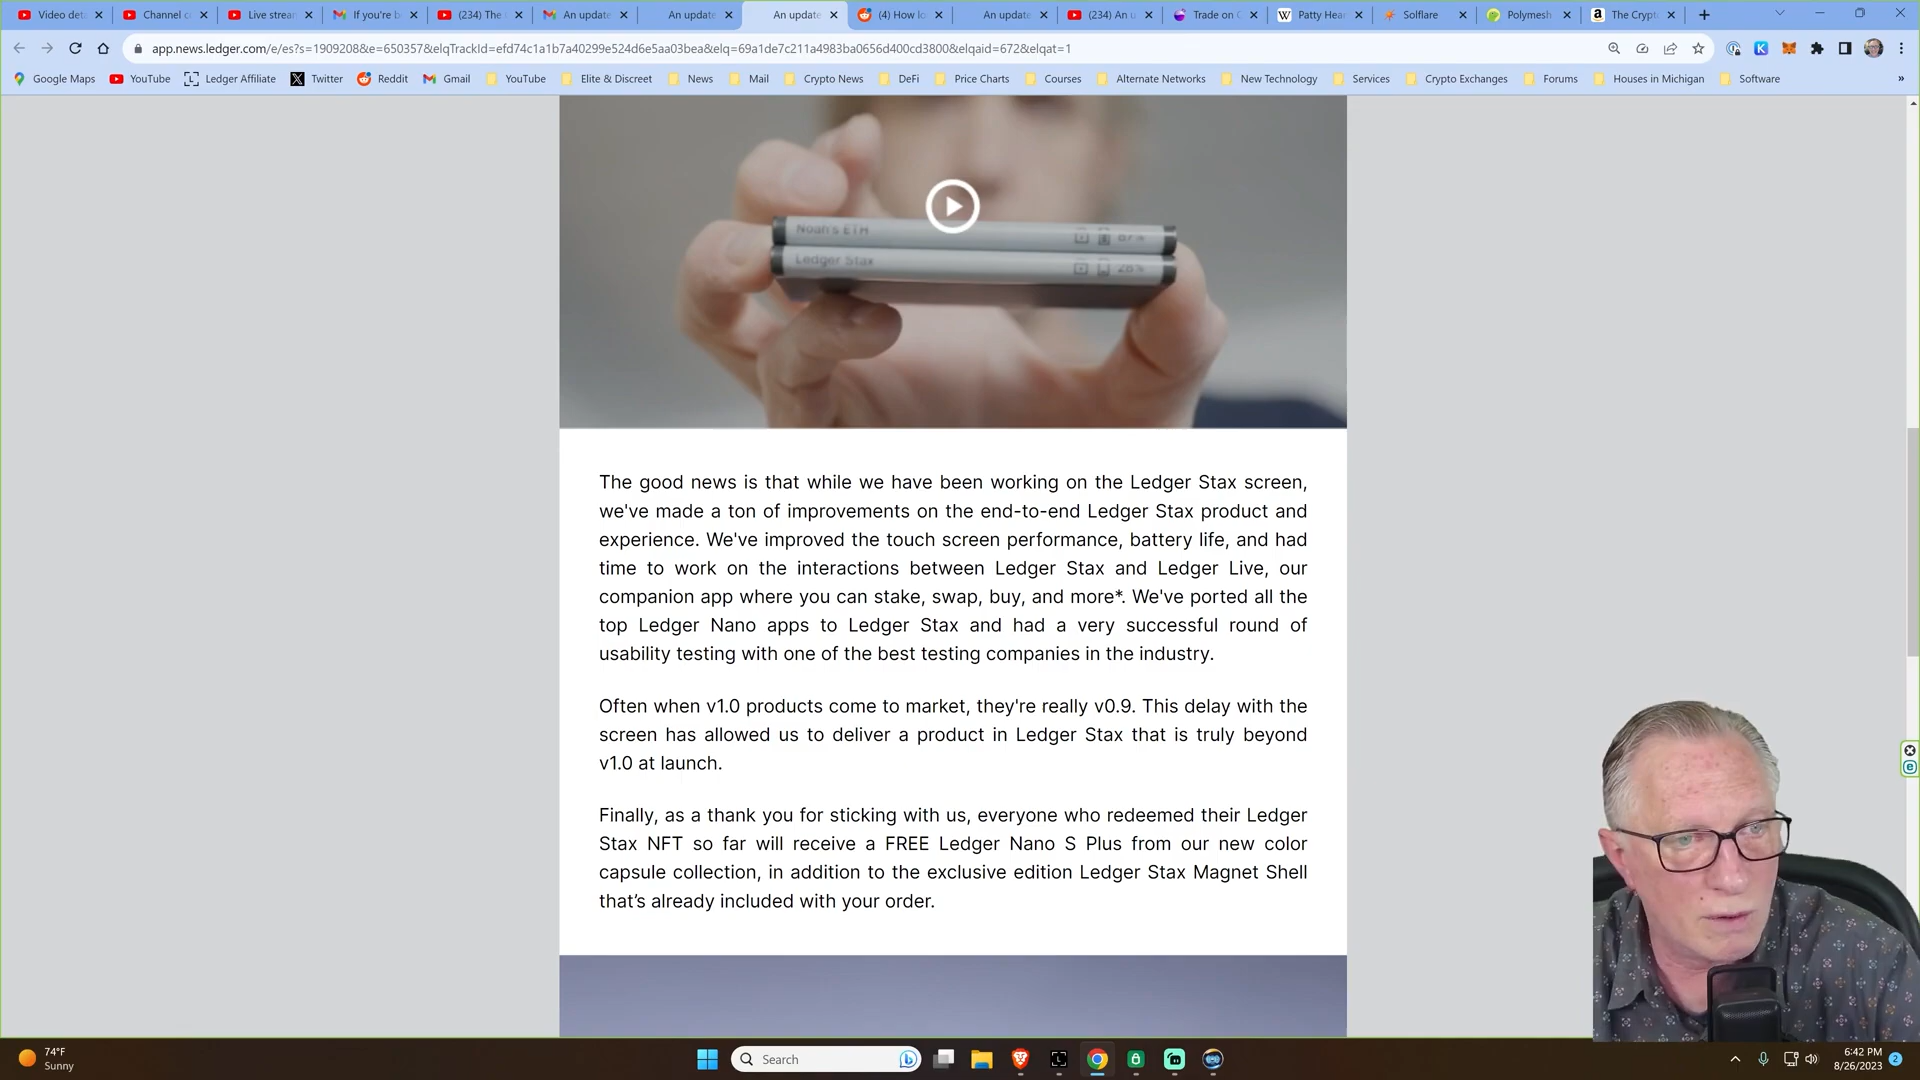 Video deta
Channel c
Live strean
If you're b
(234) The
An update
An update
An update
(4) How lo
An update
(234) An u
Trade on
Patty Hea
Solflare
Polymesh
The Crypt
app.news.ledger.com/e/es?s=1909208&e=650357&elqTrackId=efd74c1a1b7a40299e524d6e5aa03bea&elq=69a1de7c211a4983ba0656d400cd3800&elqaid=672&elqat=1
Google Maps
YouTube
Ledger Affiliate
Twitter
Reddit
Gmail
YouTube
Elite & Discreet
News
Mail
Crypto News
DeFi
Price Charts
Courses
Alternate Networks
New Technology
Services
Crypto Exchanges
Forums
Houses in Michigan
Software
Noah's ETH 87%
Ledger Stax 28%
The good news is that while we have been working on the Ledger Stax screen,
we've made a ton of improvements on the end-to-end Ledger Stax product and
experience. We've improved the touch screen performance, battery life, and had
time to work on the interactions between Ledger Stax and Ledger Live, our
companion app where you can stake, swap, buy, and more*. We've ported all the
top Ledger Nano apps to Ledger Stax and had a very successful round of
usability testing with one of the best testing companies in the industry.
Often when v1.0 products come to market, they're really v0.9. This delay with the
screen has allowed us to deliver a product in Ledger Stax that is truly beyond
v1.0 at launch.
Finally, as a thank you for sticking with us, everyone who redeemed their Ledger
Stax NFT so far will receive a FREE Ledger Nano S Plus from our new color
capsule collection, in addition to the exclusive edition Ledger Stax Magnet Shell
that’s already included with your order.
74°F
Sunny
Search
6:42 PM
8/26/2023
2